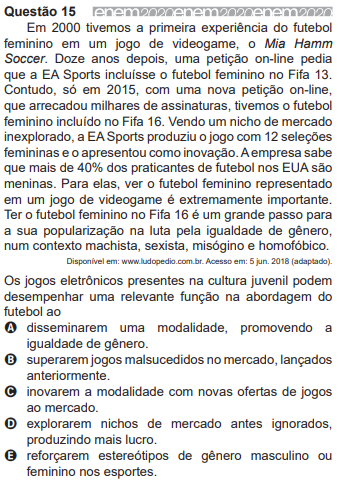 Questão 15 enem2020enem2020enem2020
Em 2000 tivemos a primeira experiência do futebol
feminino em um jogo de videogame, o Mia Hamm
Soccer. Doze anos depois, uma petição on-line pedia
que a EA Sports incluísse o futebol feminino no Fifa 13.
Contudo, só em 2015, com uma nova petição on-line,
que arrecadou milhares de assinaturas, tivemos o futebol
feminino incluído no Fifa 16. Vendo um nicho de mercado
inexplorado, a EA Sports produziu o jogo com 12 seleções
femininas e o apresentou como inovação. A empresa sabe
que mais de 40% dos praticantes de futebol nos EUA são
meninas. Para elas, ver o futebol feminino representado
em um jogo de videogame é extremamente importante.
Ter o futebol feminino no Fifa 16 é um grande passo para
a sua popularização na luta pela igualdade de gênero,
num contexto machista, sexista, misógino e homofóbico.
Disponível em: www.ludopedio.com.br. Acesso em: 5 jun. 2018 (adaptado).
Os jogos eletrônicos presentes na cultura juvenil podem
desempenhar uma relevante função na abordagem do
futebol ao
A disseminarem uma modalidade, promovendo a
igualdade de gênero.
B superarem jogos malsucedidos no mercado, lançados
anteriormente.
C inovarem a modalidade com novas ofertas de jogos
ao mercado.
D explorarem nichos de mercado antes ignorados,
produzindo mais lucro.
E reforçarem estereótipos de gênero masculino ou
feminino nos esportes.